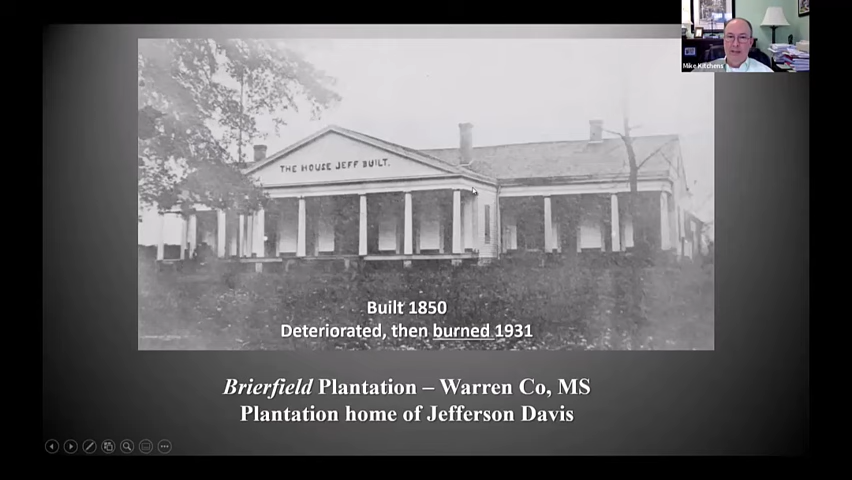 Mike Kitchens
THE HOUSE JEFF BUILT.
Built 1850
Deteriorated, then burned 1931
Brierfield Plantation – Warren Co, MS
Plantation home of Jefferson Davis